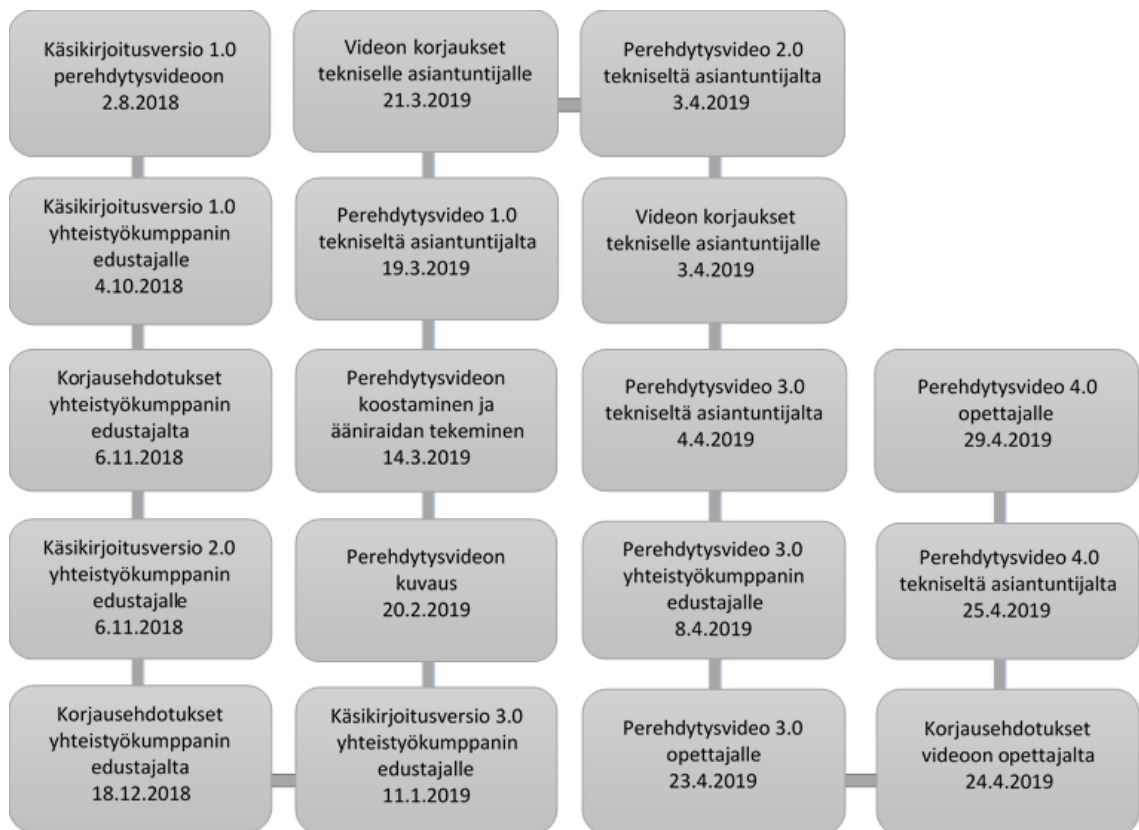 Käsikirjoitusversio 1.0
perehdytysvideoon
2.8.2018
Käsikirjoitusversio 1.0
yhteistyökumppanin
edustajalle
4.10.2018
Korjausehdotukset
yhteistyökumppanin
edustajalta
6.11.2018
Käsikirjoitusversio 2.0
yhteistyökumppanin
edustajalle
6.11.2018
Korjausehdotukset
yhteistyökumppanin
edustajalta
18.12.2018
Käsikirjoitusversio 3.0
yhteistyökumppanin
edustajalle
11.1.2019
Perehdytysvideon
kuvaus
20.2.2019
Perehdytysvideon
koostaminen ja
ääniraidan tekeminen
14.3.2019
Perehdytysvideo 1.0
tekniseltä asiantuntijalta
19.3.2019
Videon korjaukset
tekniselle asiantuntijalle
21.3.2019
Perehdytysvideo 2.0
tekniseltä asiantuntijalta
3.4.2019
Videon korjaukset
tekniselle asiantuntijalle
3.4.2019
Perehdytysvideo 3.0
tekniseltä asiantuntijalta
4.4.2019
Perehdytysvideo 3.0
yhteistyökumppanin
edustajalle
8.4.2019
Perehdytysvideo 3.0
opettajalle
23.4.2019
Korjausehdotukset
videoon opettajalta
24.4.2019
Perehdytysvideo 4.0
tekniseltä asiantuntijalta
25.4.2019
Perehdytysvideo 4.0
opettajalle
29.4.2019